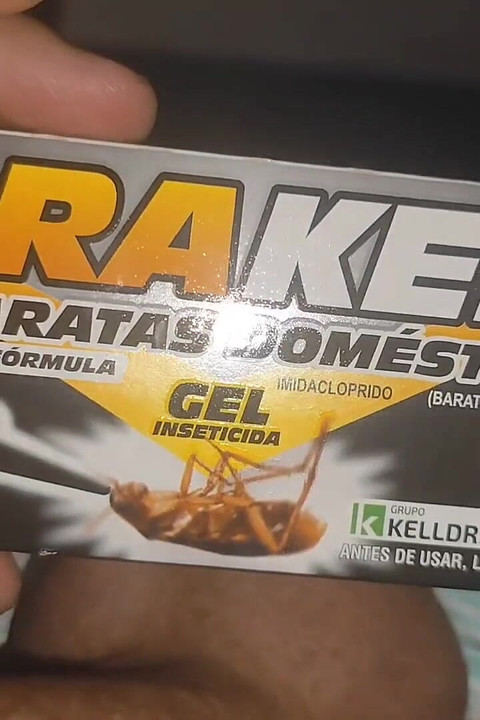 RAKE
RATAS DOMÉST
FÓRMULA
IMIDACLOPRIDO
(BARAT
GEL
INSETICIDA
GRUPO
KELLDR
ANTES DE USAR, L